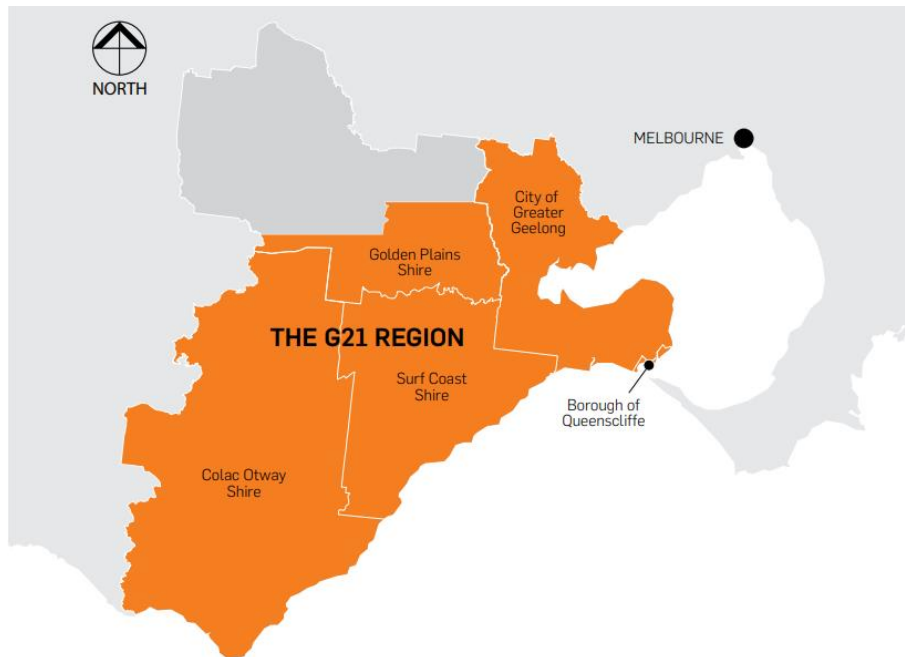 NORTH
MELBOURNE
City of
Greater
Geelong
Golden Plains
Shire
THE G21 REGION
Surf Coast
Shire
Borough of
Queenscliffe
Colac Otway
Shire